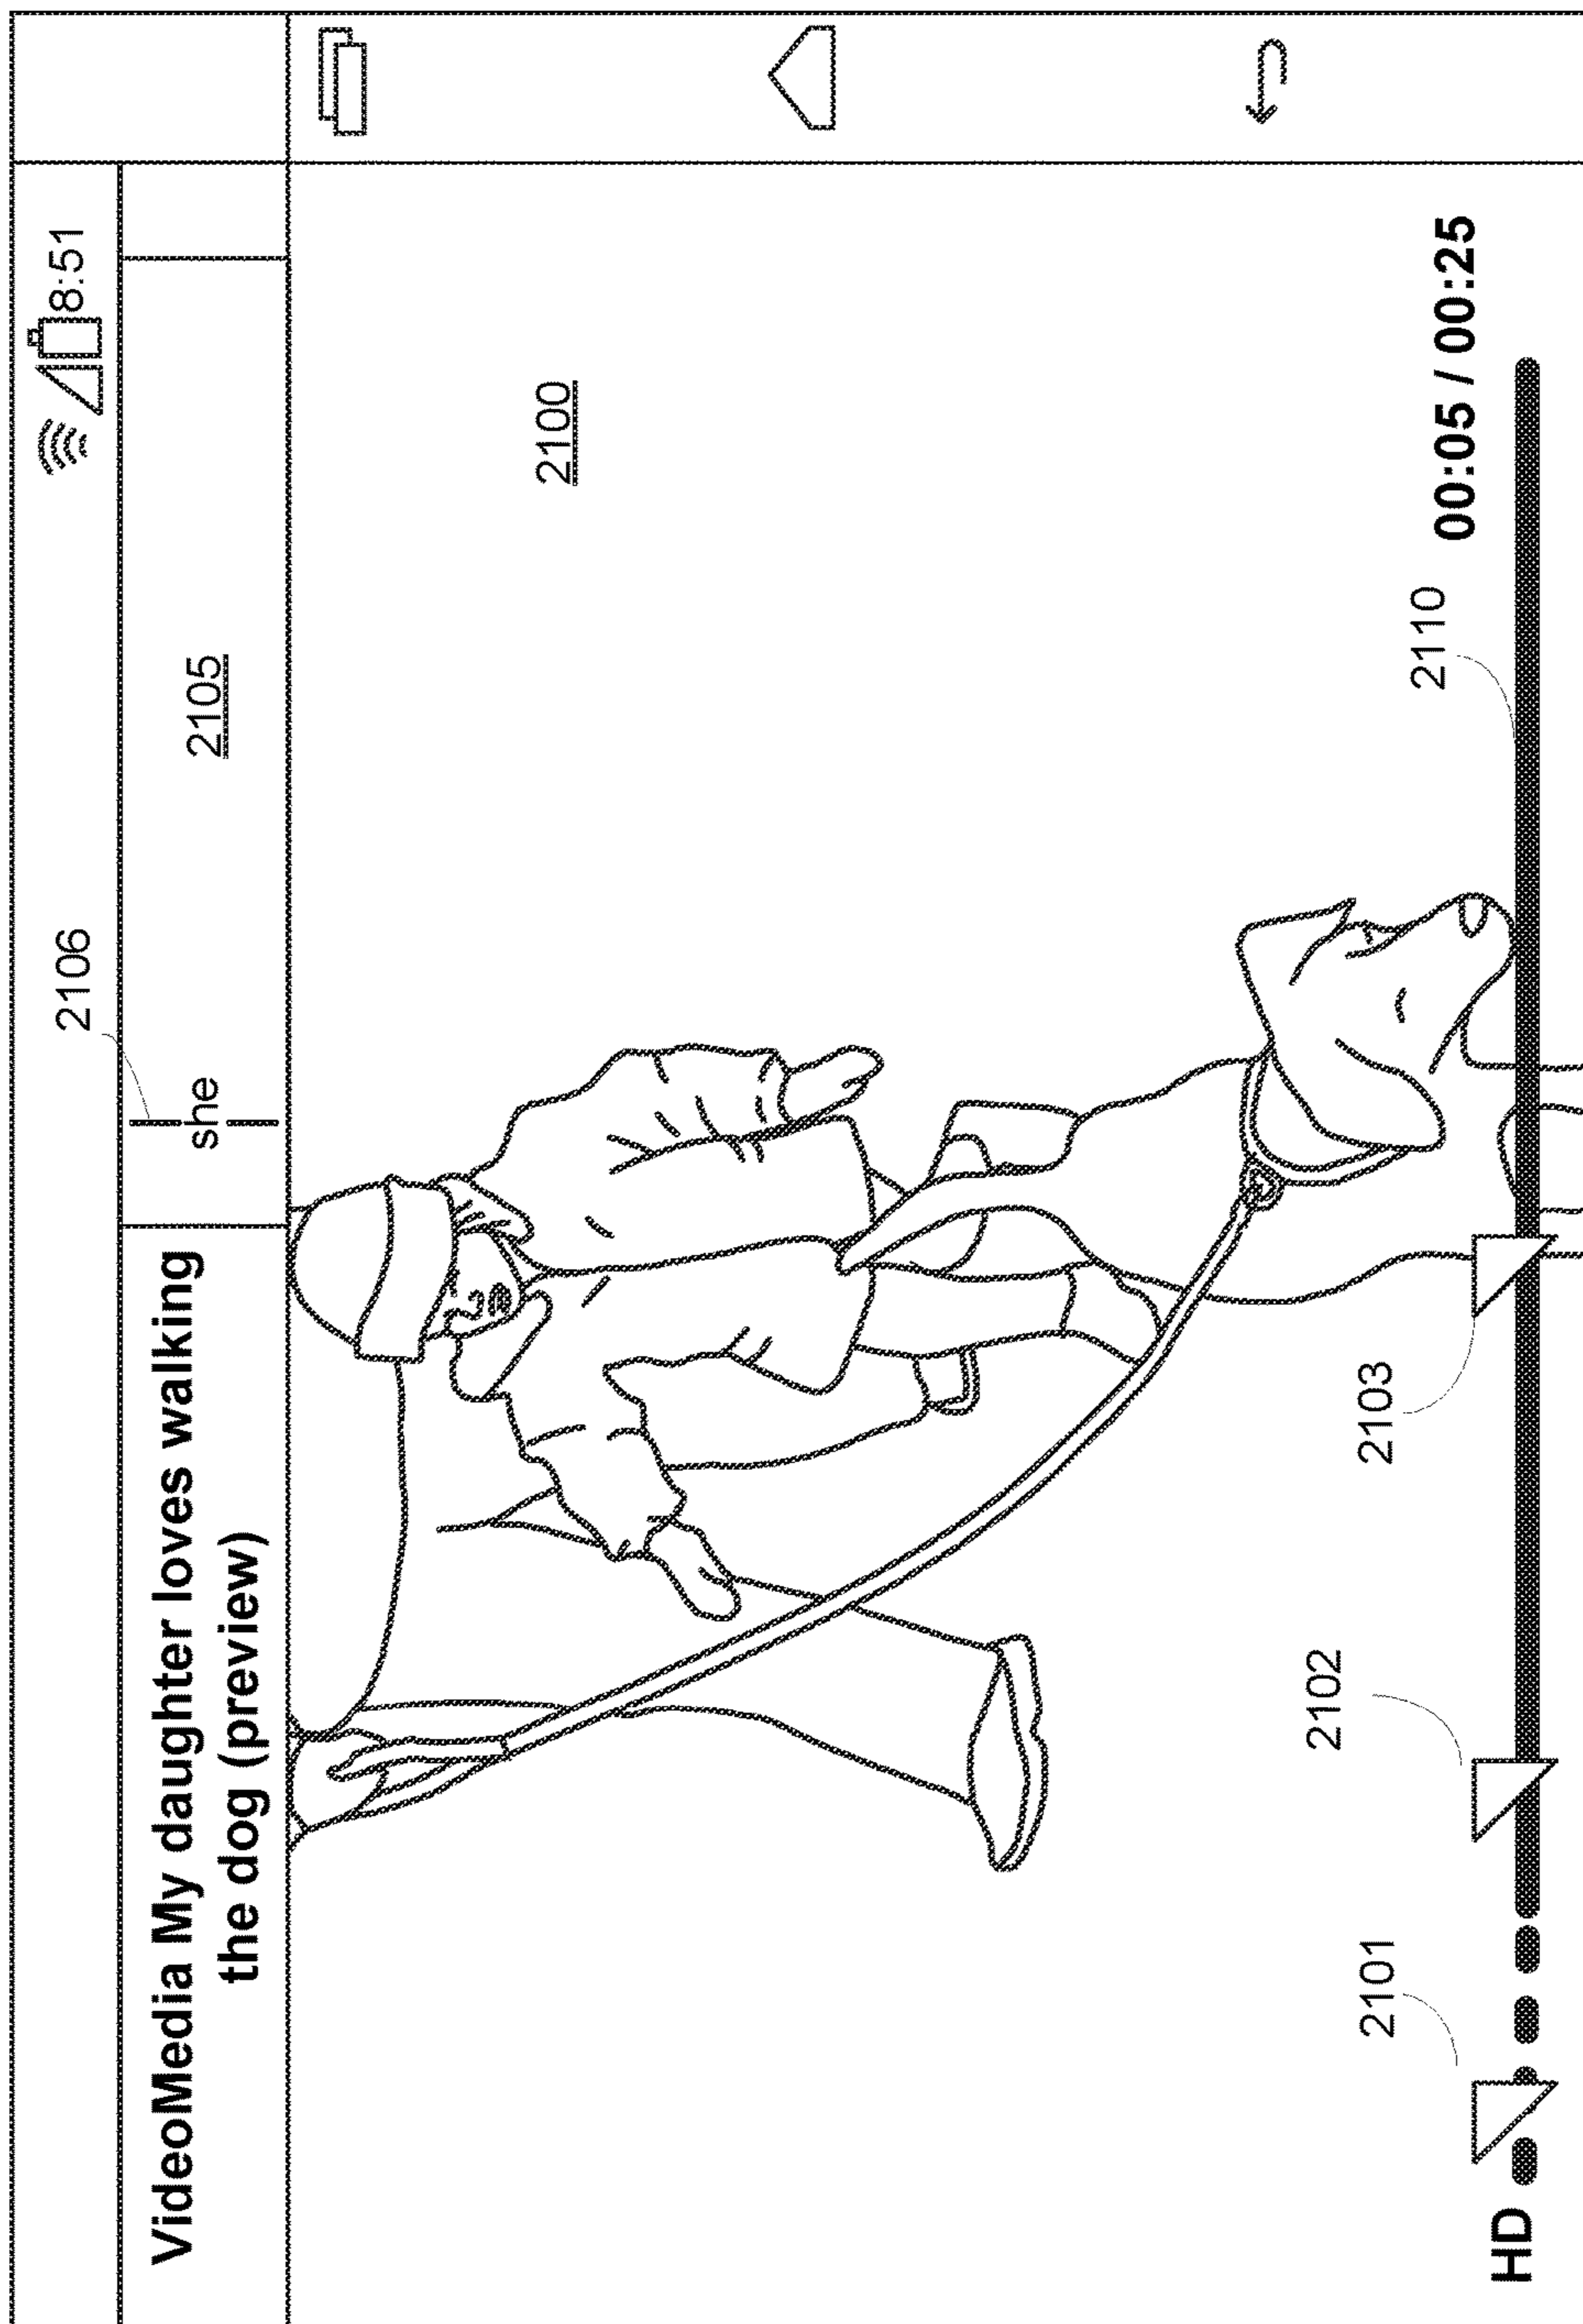 8:51
2106
VideoMedia My daughter loves walking
the dog (preview)
she
2105
2100
00:05 / 00:25
2110
2103
2102
2101
HD